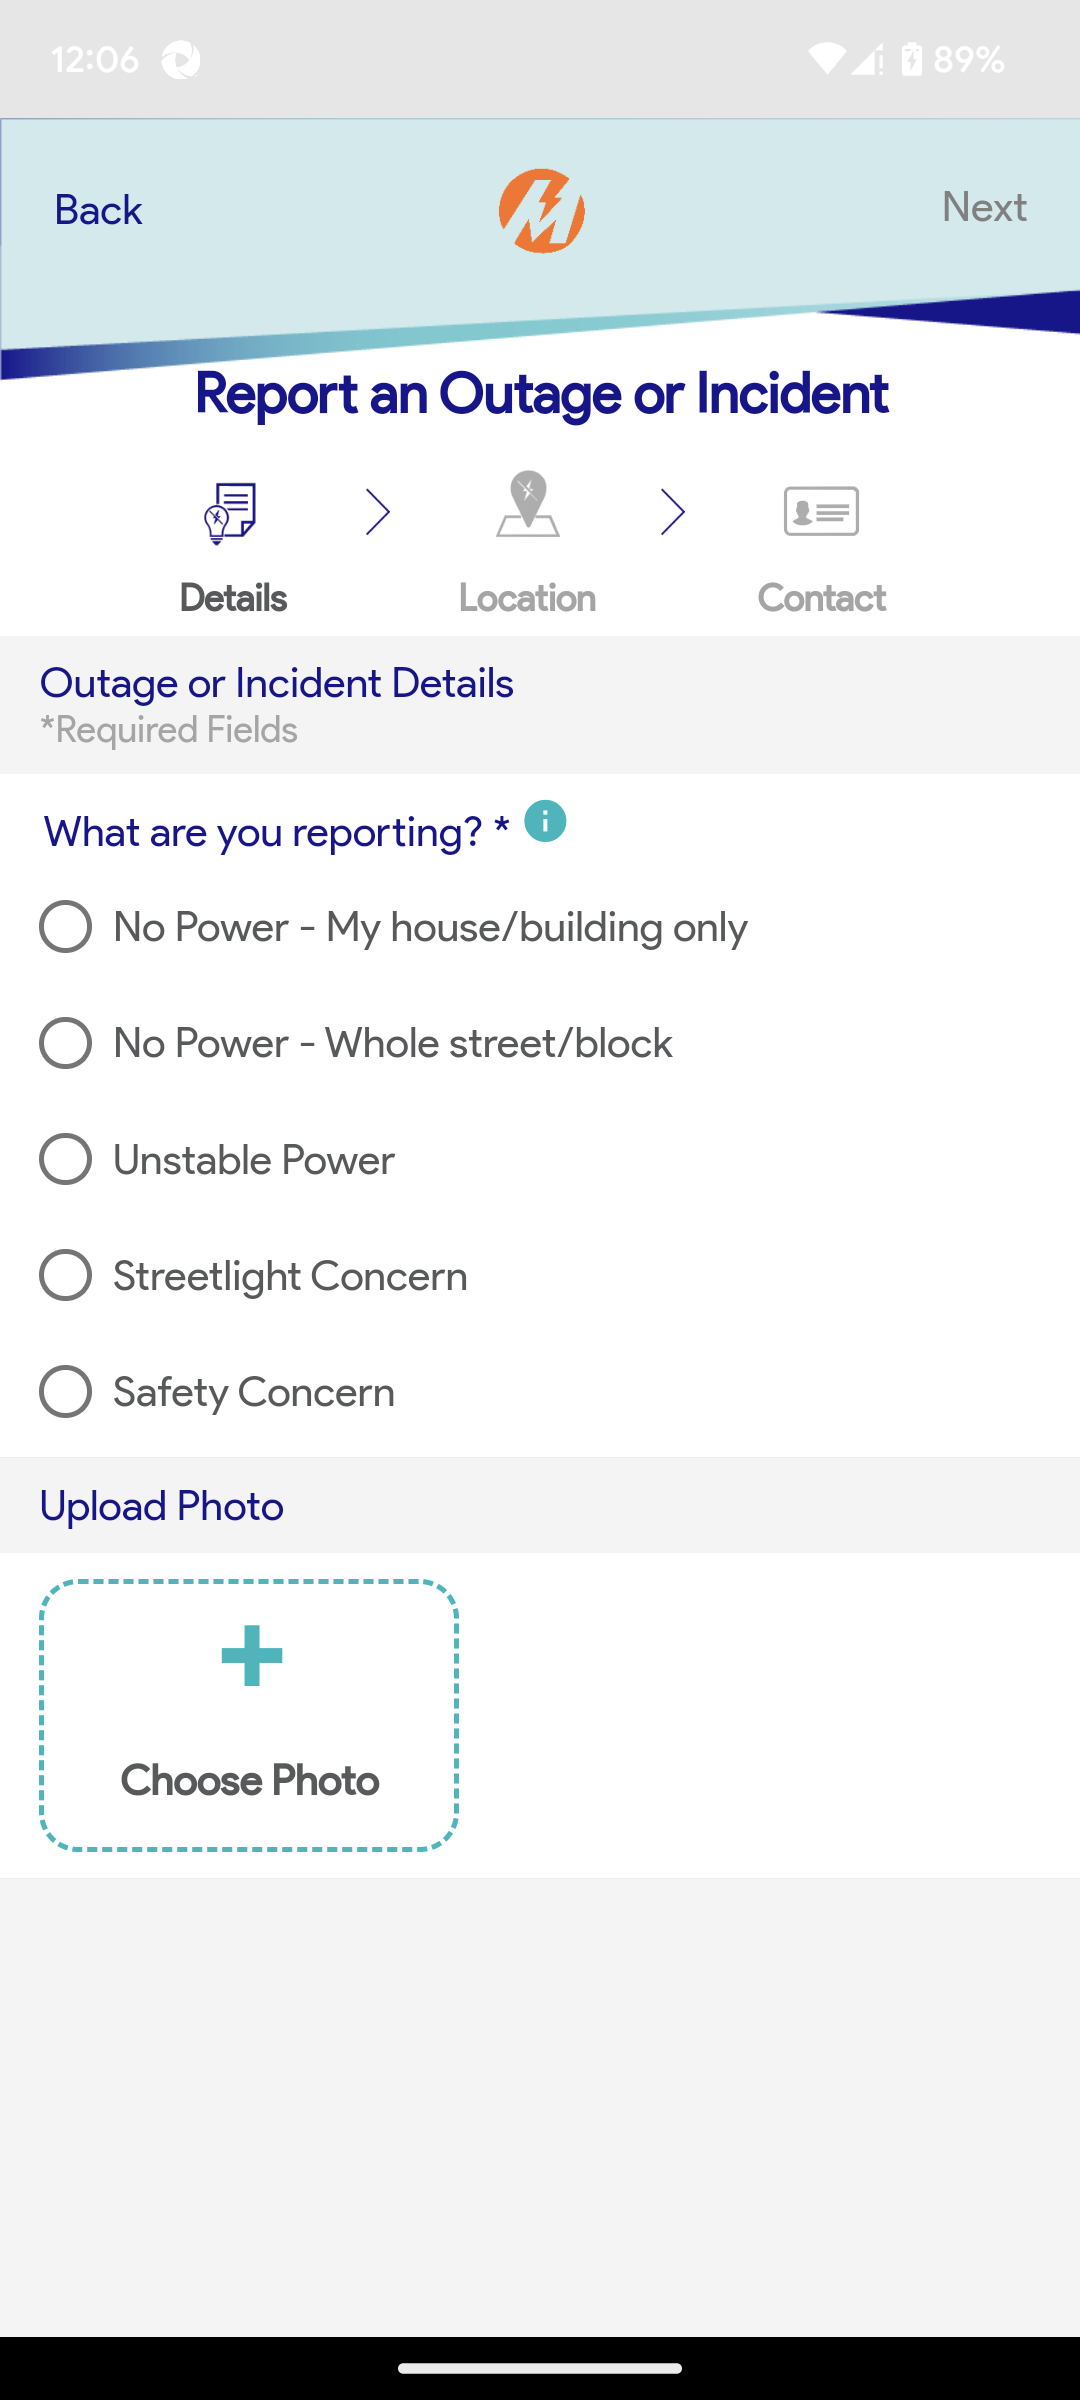 12:06
89%
Back
Next
Report an Outage or Incident
Details
Location
Contact
Outage or Incident Details
*Required Fields
What are you reporting? *
No Power - My house/building only
No Power - Whole street/block
Unstable Power
Streetlight Concern
Safety Concern
Upload Photo
Choose Photo